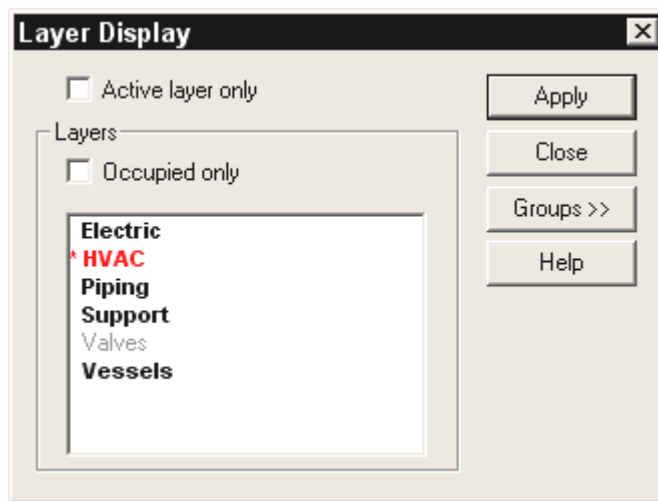 Layer Display
Active layer only
Apply
Layers
Close
Occupied only
Groups >>
Electric
* HVAC
Help
Piping
Support
Valves
Vessels